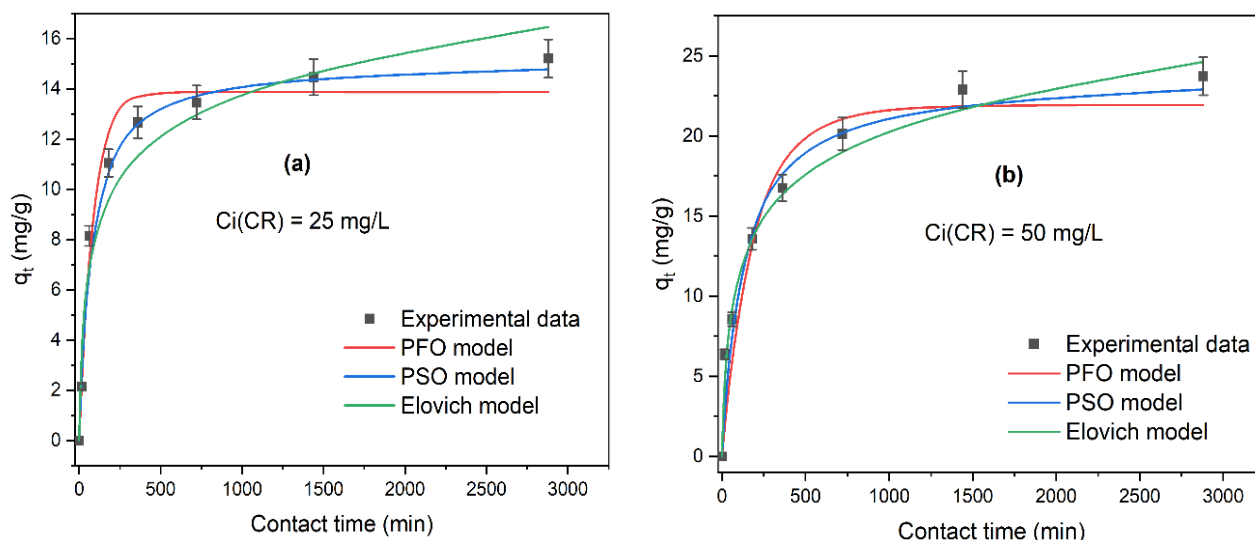 16
14
12
10
8
6
4
2
0
q_t (mg/g)
(a)
Ci(CR) = 25 mg/L
Experimental data
PFO model
PSO model
Elovich model
0 500 1000 1500 2000 2500 3000
Contact time (min)
25
20
15
10
5
0
q_t (mg/g)
(b)
Ci(CR) = 50 mg/L
Experimental data
PFO model
PSO model
Elovich model
0 500 1000 1500 2000 2500 3000
Contact time (min)